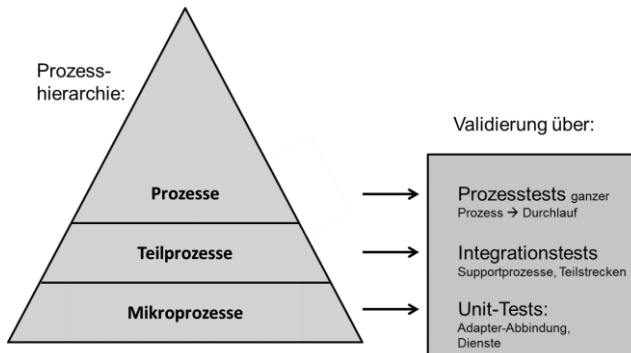 Prozess-
hierarchie:
Validierung über:
Prozesse
Prozesstests ganzer
Prozess → Durchlauf
Teilprozesse
Integrationstests
Supportprozesse, Teilstrecken
Mikroprozesse
Unit-Tests:
Adapter-Abbindung,
Dienste